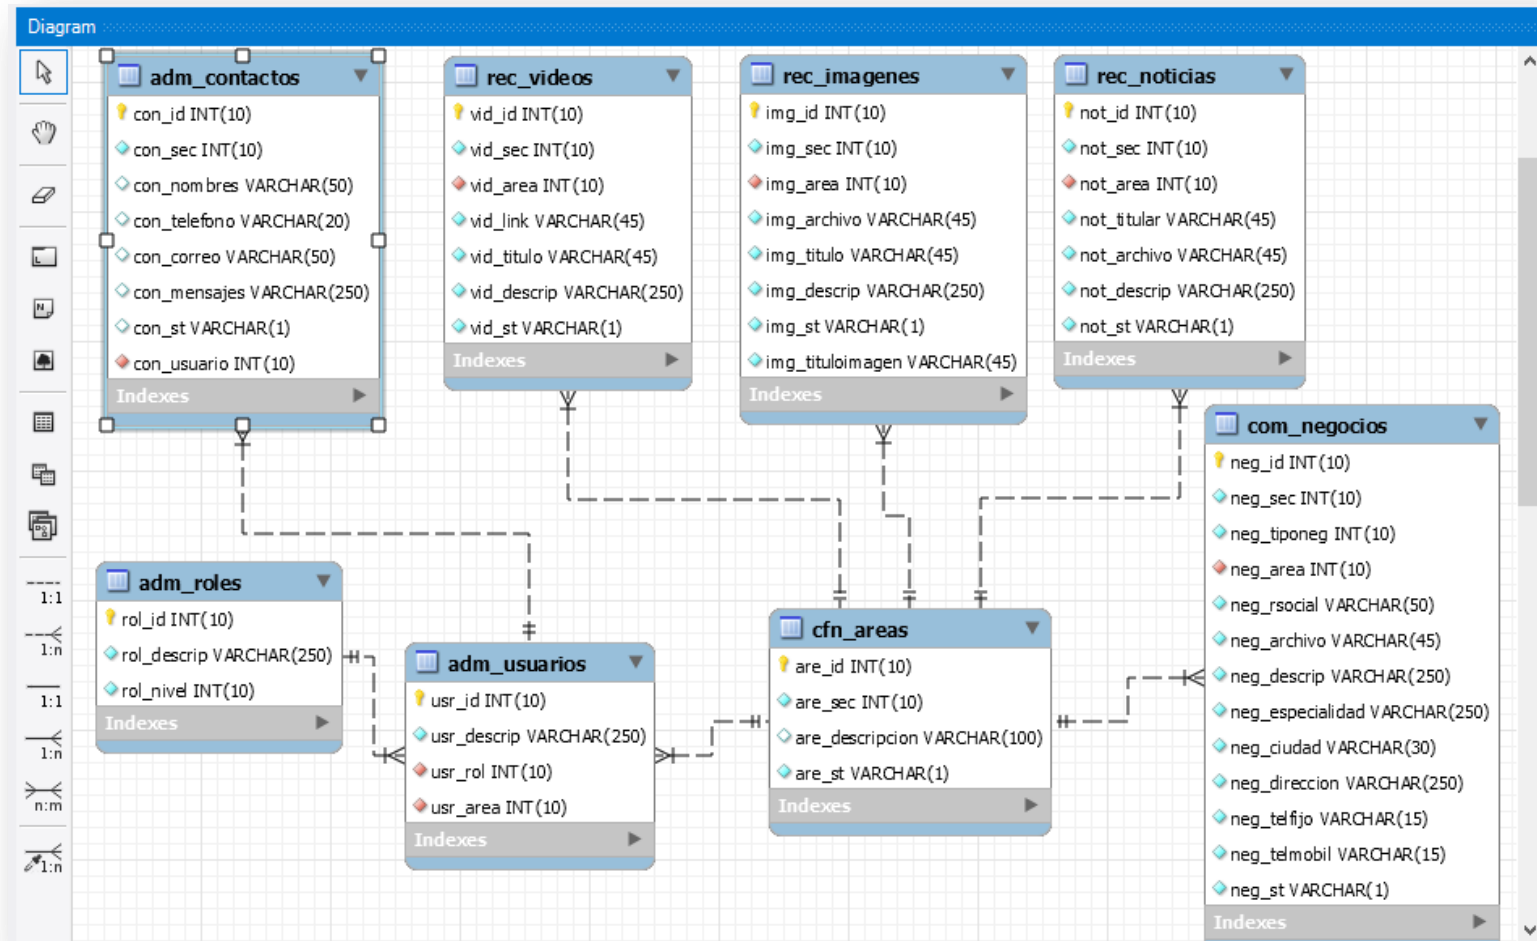 Diagram
adm_contactos
con_id INT(10)
con_sec INT(10)
con_nombres VARCHAR(50)
con_telefono VARCHAR(20)
con_correo VARCHAR(50)
con_mensajes VARCHAR(250)
con_st VARCHAR(1)
con_usuario INT(10)
Indexes
rec_videos
vid_id INT(10)
vid_sec INT(10)
vid_area INT(10)
vid_link VARCHAR(45)
vid_titulo VARCHAR(45)
vid_descrip VARCHAR(250)
vid_st VARCHAR(1)
Indexes
rec_imagenes
img_id INT(10)
img_sec INT(10)
img_area INT(10)
img_archivo VARCHAR(45)
img_titulo VARCHAR(45)
img_descrip VARCHAR(250)
img_st VARCHAR(1)
img_tituloimagen VARCHAR(45)
Indexes
rec_noticias
not_id INT(10)
not_sec INT(10)
not_area INT(10)
not_titular VARCHAR(45)
not_archivo VARCHAR(45)
not_descrip VARCHAR(250)
not_st VARCHAR(1)
Indexes
com_negocios
neg_id INT(10)
neg_sec INT(10)
neg_tiponeg INT(10)
neg_area INT(10)
neg_rsocial VARCHAR(50)
neg_archivo VARCHAR(45)
neg_descrip VARCHAR(250)
neg_especialidad VARCHAR(250)
neg_ciudad VARCHAR(30)
neg_direccion VARCHAR(250)
neg_telfijo VARCHAR(15)
neg_telmobil VARCHAR(15)
neg_st VARCHAR(1)
Indexes
adm_roles
rol_id INT(10)
rol_descrip VARCHAR(250)
rol_nivel INT(10)
Indexes
adm_usuarios
usr_id INT(10)
usr_descrip VARCHAR(250)
usr_rol INT(10)
usr_area INT(10)
Indexes
cfn_areas
are_id INT(10)
are_sec INT(10)
are_descripcion VARCHAR(100)
are_st VARCHAR(1)
Indexes
1:1
1:n
1:1
1:n
n:m
1:n